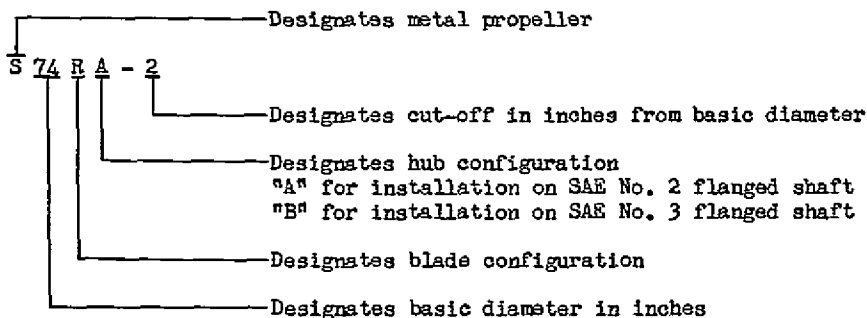 Designates metal propeller
S 74 R A - 2
Designates cut-off in inches from basic diameter
Designates hub configuration
"A" for installation on SAE No. 2 flanged shaft
"B" for installation on SAE No. 3 flanged shaft
Designates blade configuration
Designates basic diameter in inches